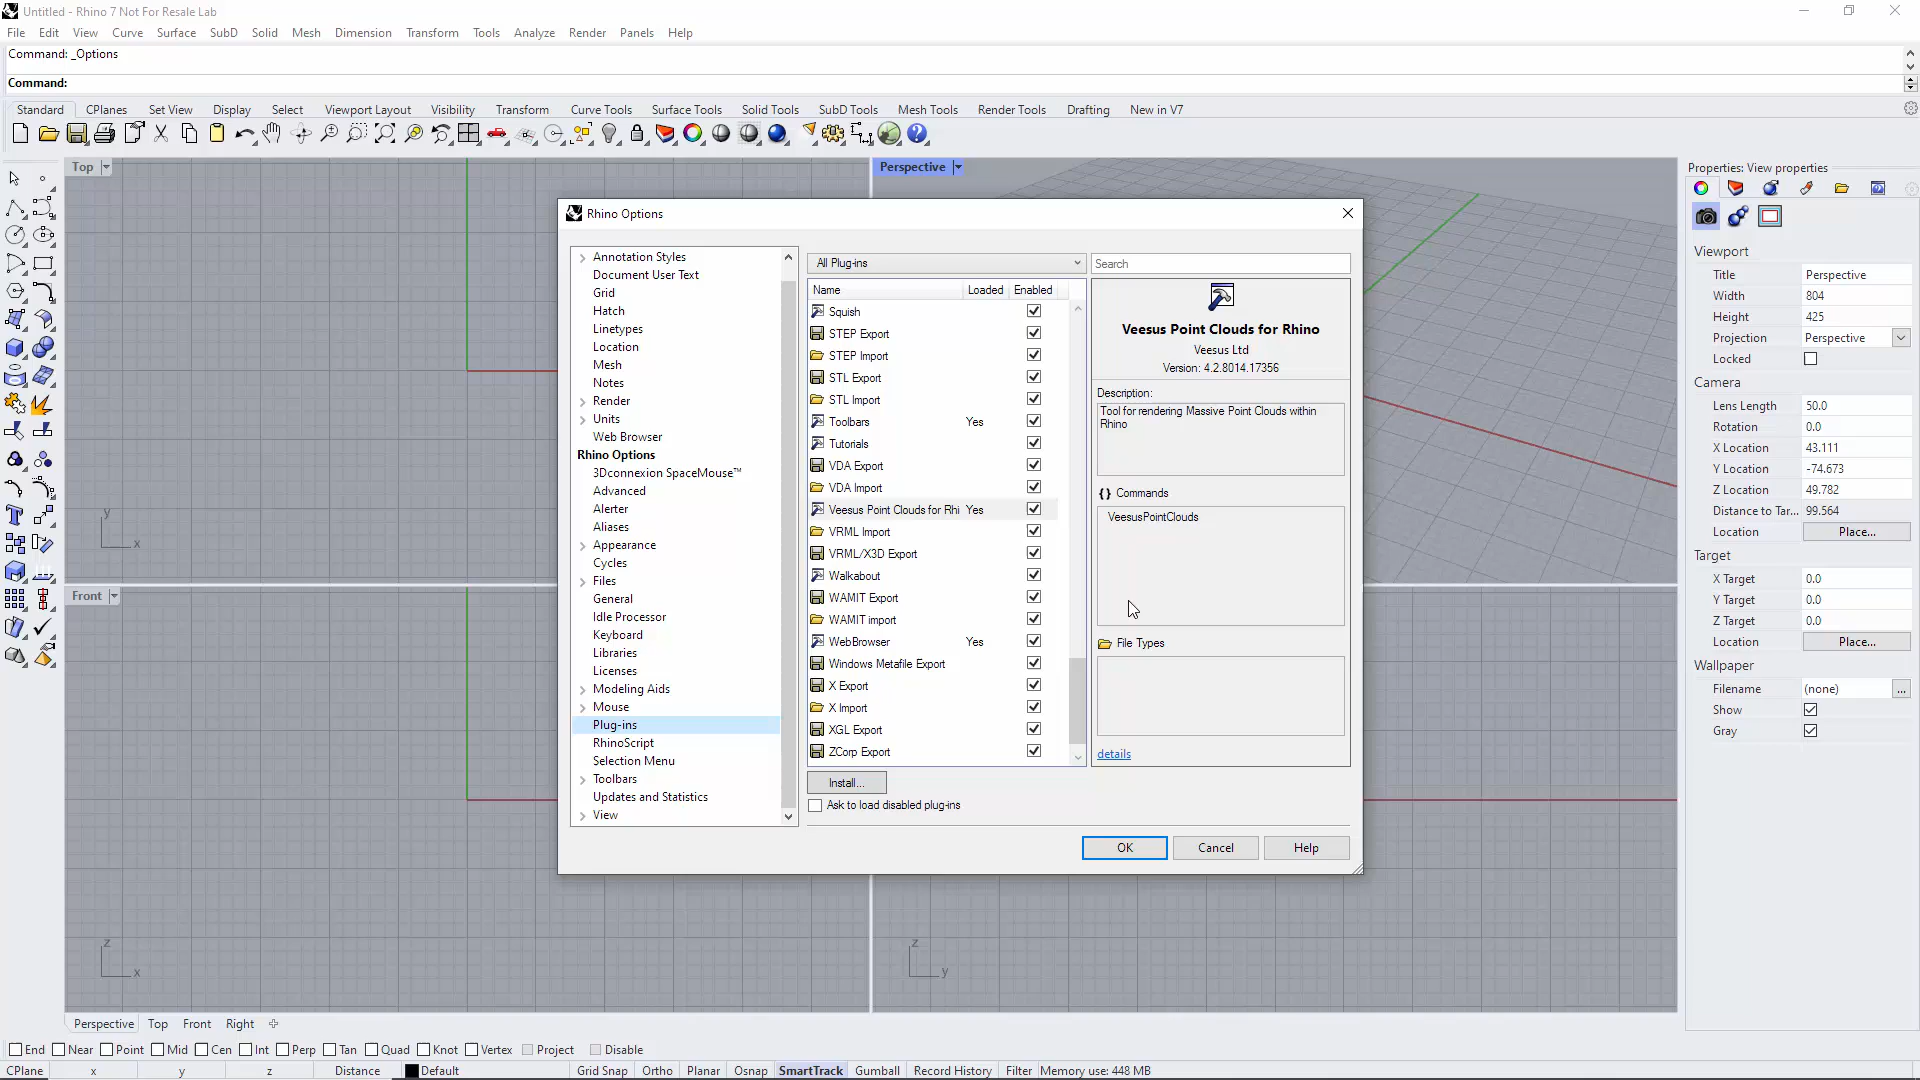 Untitled - Rhino 7 Not For Resale Lab
File Edit View Curve Surface SubD Solid Mesh Dimension Transform Tools Analyze Render Panels Help
Command: _Options
Command:
Standard CPlanes Set View Display Select Viewport Layout Visibility Transform Curve Tools Surface Tools Solid Tools SubD Tools Mesh Tools Render Tools Drafting New in V7
Top
Perspective
Front
y
x
z
x
z
y
Rhino Options
Annotation Styles
Document User Text
Grid
Hatch
Linetypes
Location
Mesh
Notes
Render
Units
Web Browser
Rhino Options
3Dconnexion SpaceMouse™
Advanced
Alerter
Aliases
Appearance
Cycles
Files
General
Idle Processor
Keyboard
Libraries
Licenses
Modeling Aids
Mouse
Plug-ins
RhinoScript
Selection Menu
Toolbars
Updates and Statistics
View
All Plug-ins
Name Loaded Enabled
Squish
STEP Export
STEP Import
STL Export
STL Import
Toolbars Yes
Tutorials
VDA Export
VDA Import
Veesus Point Clouds for Rhi Yes
VRML Import
VRML/X3D Export
Walkabout
WAMIT Export
WAMIT import
WebBrowser Yes
Windows Metafile Export
X Export
X Import
XGL Export
ZCorp Export
Install...
Ask to load disabled plug-ins
Search
Veesus Point Clouds for Rhino
Veesus Ltd
Version: 4.2.8014.17356
Description:
Tool for rendering Massive Point Clouds within
Rhino
{} Commands
VeesusPointClouds
File Types
details
OK Cancel Help
Properties: View properties
Viewport
Title Perspective
Width 804
Height 425
Projection Perspective
Locked
Camera
Lens Length 50.0
Rotation 0.0
X Location 43.111
Y Location -74.673
Z Location 49.782
Distance to Tar... 99.564
Location Place...
Target
X Target 0.0
Y Target 0.0
Z Target 0.0
Location Place...
Wallpaper
Filename (none) ...
Show
Gray
Perspective Top Front Right
End Near Point Mid Cen Int Perp Tan Quad Knot Vertex Project Disable
CPlane x y z Distance Default Grid Snap Ortho Planar Osnap SmartTrack Gumball Record History Filter Memory use: 448 MB